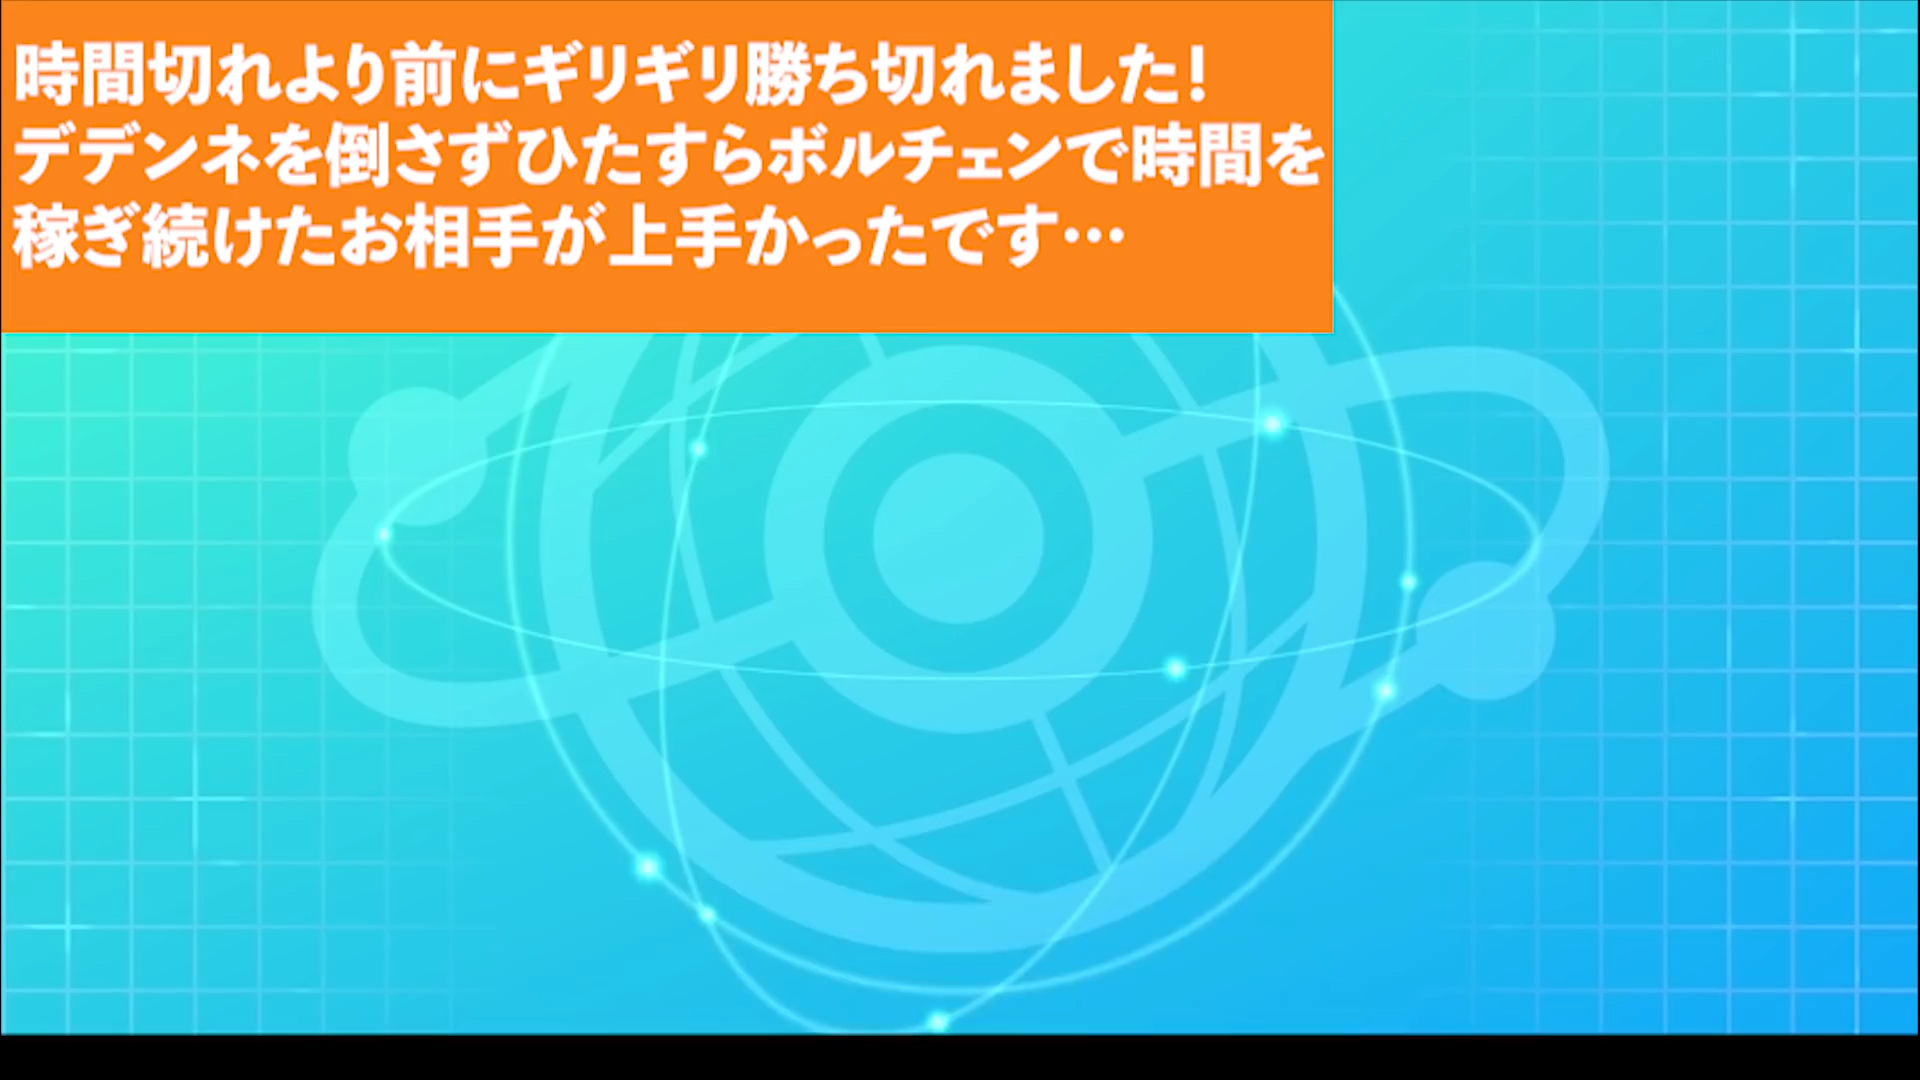 時間切れより前にギリギリ勝ち切れました！
デデンネを倒さずひたすらボルチェンで時間を
稼ぎ続けたお相手が上手かったです…